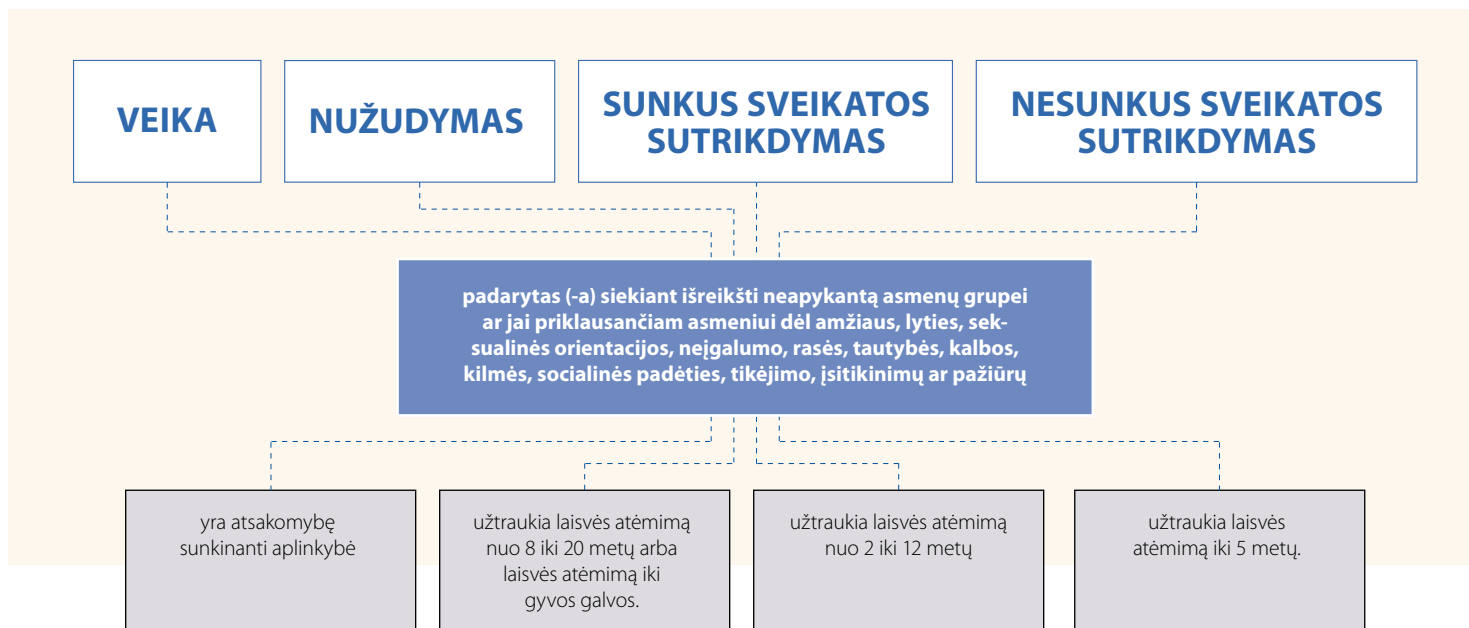 VEIKA
NUŽUDYMAS
SUNKUS SVEIKATOS
SUTRIKDYMAS
NESUNKUS SVEIKATOS
SUTRIKDYMAS
padarytas (-a) siekiant išreikšti neapykantą asmenų grupei
ar jai priklausančiam asmeniui dėl amžiaus, lyties, sek-
sualinės orientacijos, neįgalumo, rasės, tautybės, kalbos,
kilmės, socialinės padėties, tikėjimo, įsitikinimų ar pažiūrų
yra atsakomybę
sunkinanti aplinkybė
užtraukia laisvės atėmimą
nuo 8 iki 20 metų arba
laisvės atėmimą iki
gyvos galvos.
užtraukia laisvės atėmimą
nuo 2 iki 12 metų
užtraukia laisvės
atėmimą iki 5 metų.